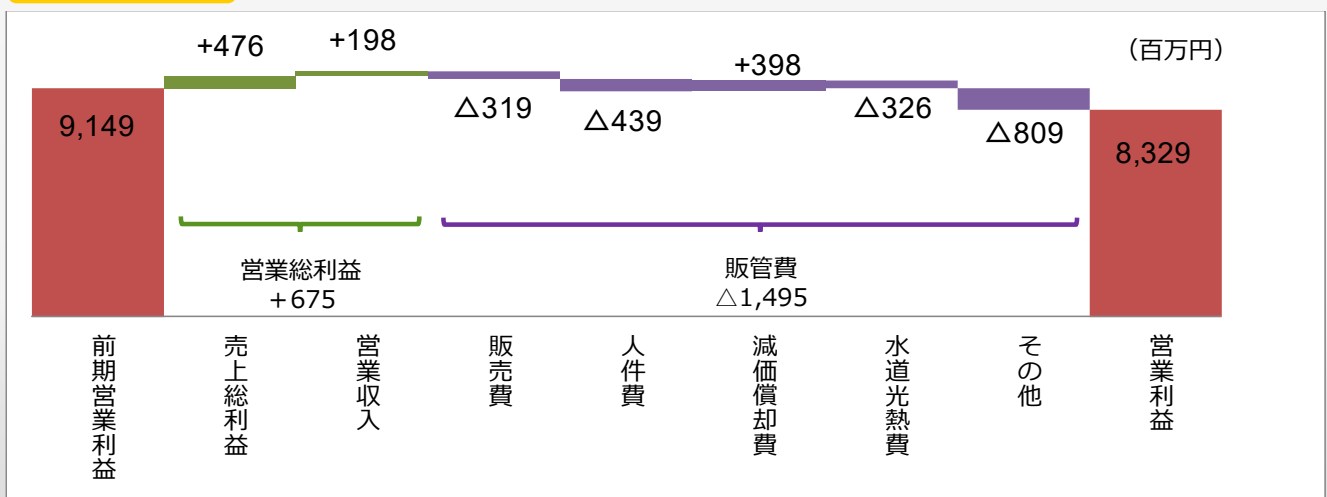 +476
+198
(百万円)
+398
△319
△439
△326
△809
9,149
8,329
営業総利益
+675
販管費
△1,495
前期営業利益
売上総利益
営業収入
販売費
人件費
減価償却費
水道光熱費
その他
営業利益